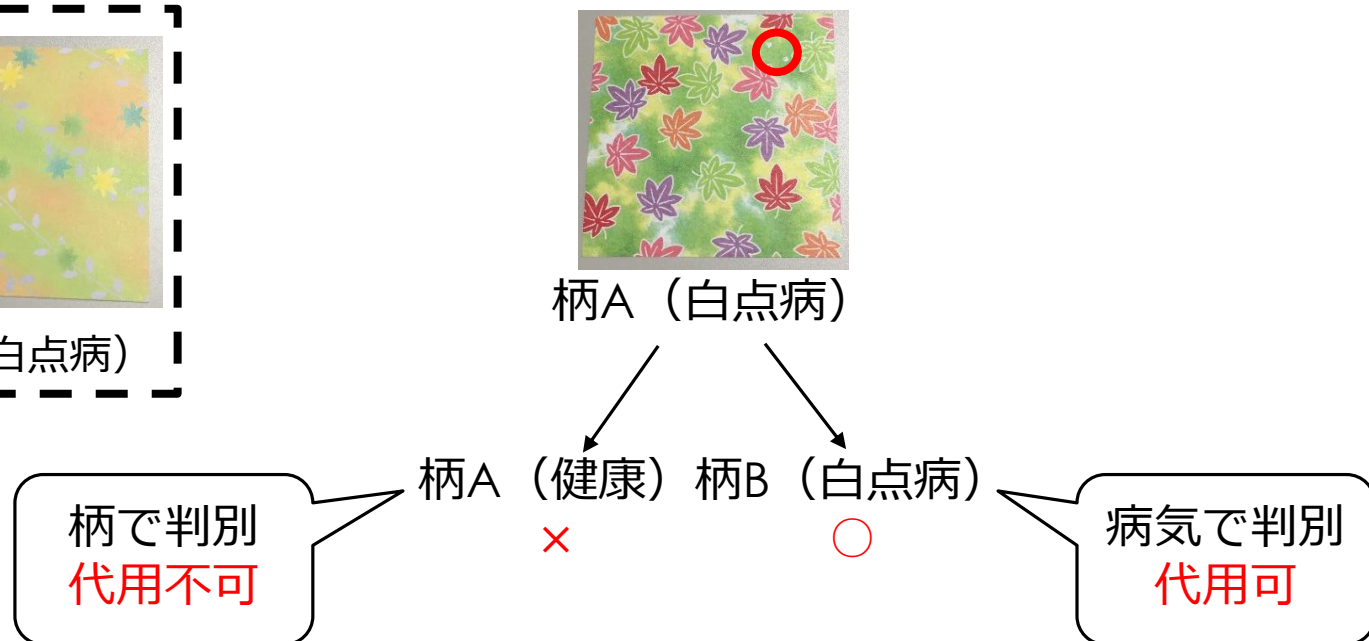 柄A（白点病）
白点病）
柄A（健康）柄B（白点病）
×
○
柄で判別
代用不可
病気で判別
代用可